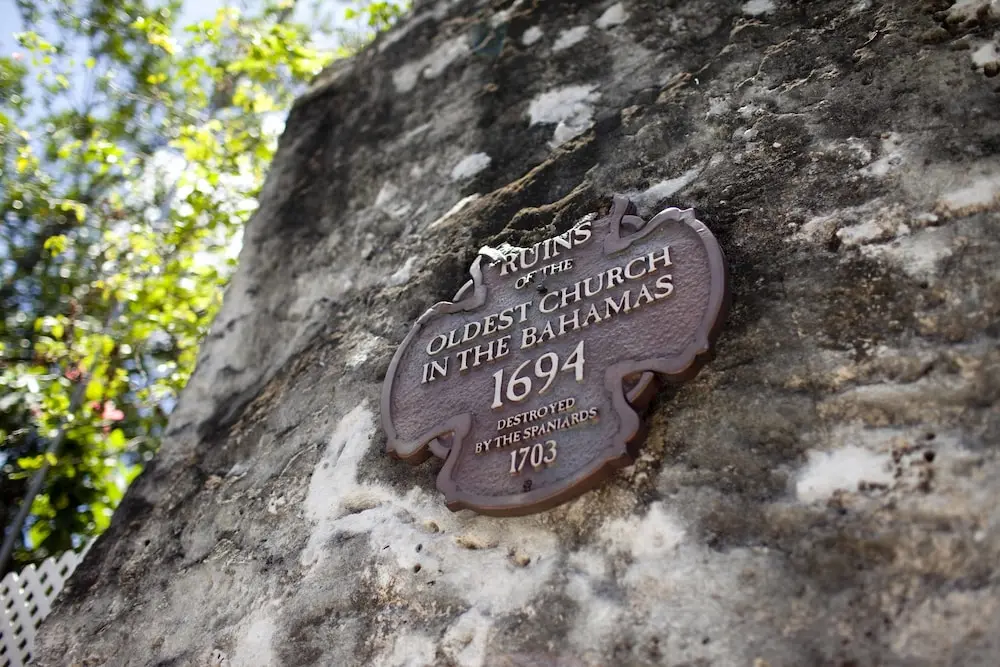 RUINS
OF THE
OLDEST CHURCH
IN THE BAHAMAS
1694
DESTROYED
BY THE SPANIARDS
1703